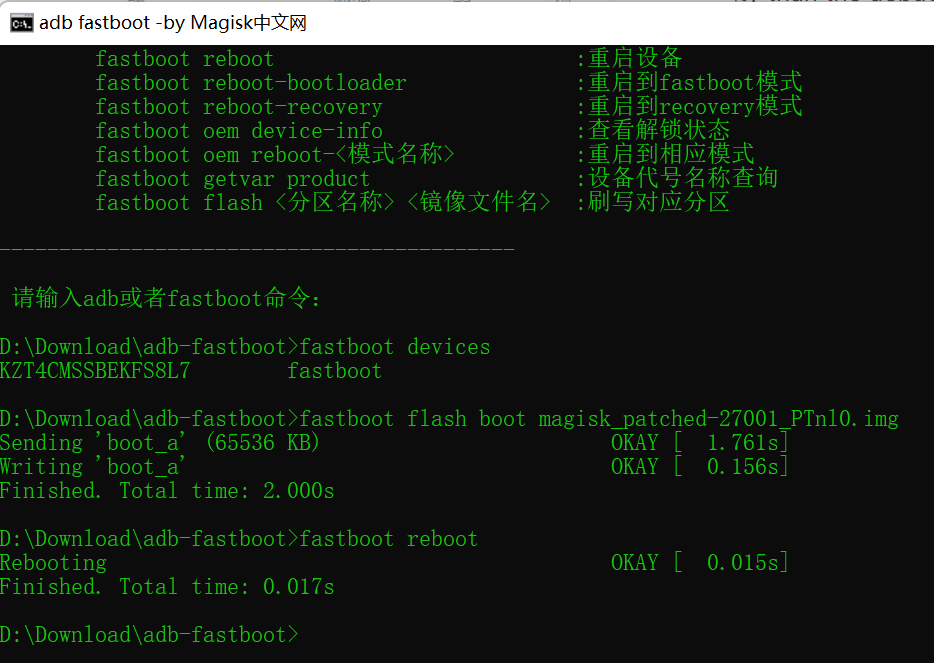 adb fastboot -by Magisk中文网
fastboot reboot :重启设备
fastboot reboot-bootloader :重启到fastboot模式
fastboot reboot-recovery :重启到recovery模式
fastboot oem device-info :查看解锁状态
fastboot oem reboot-<模式名称> :重启到相应模式
fastboot getvar product :设备代号名称查询
fastboot flash <分区名称> <镜像文件名> :刷写对应分区
-------------------------------------------
请输入adb或者fastboot命令:
D:\Download\adb-fastboot>fastboot devices
KZT4CMSSBEKFS8L7 fastboot
D:\Download\adb-fastboot>fastboot flash boot magisk_patched-27001_PTnl0.img
Sending 'boot_a' (65536 KB) OKAY [ 1.761s]
Writing 'boot_a' OKAY [ 0.156s]
Finished. Total time: 2.000s
D:\Download\adb-fastboot>fastboot reboot
Rebooting OKAY [ 0.015s]
Finished. Total time: 0.017s
D:\Download\adb-fastboot>